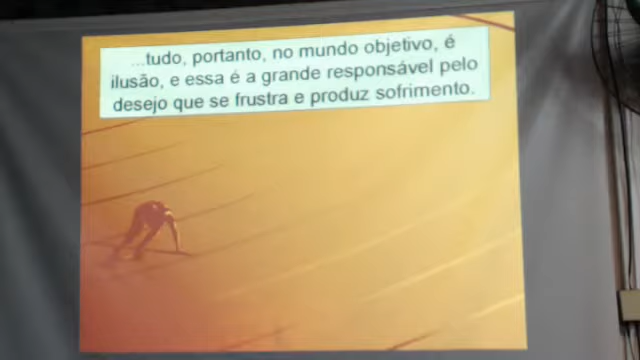 ...tudo, portanto, no mundo objetivo, é
ilusão, e essa é a grande responsável pelo
desejo que se frustra e produz sofrimento.